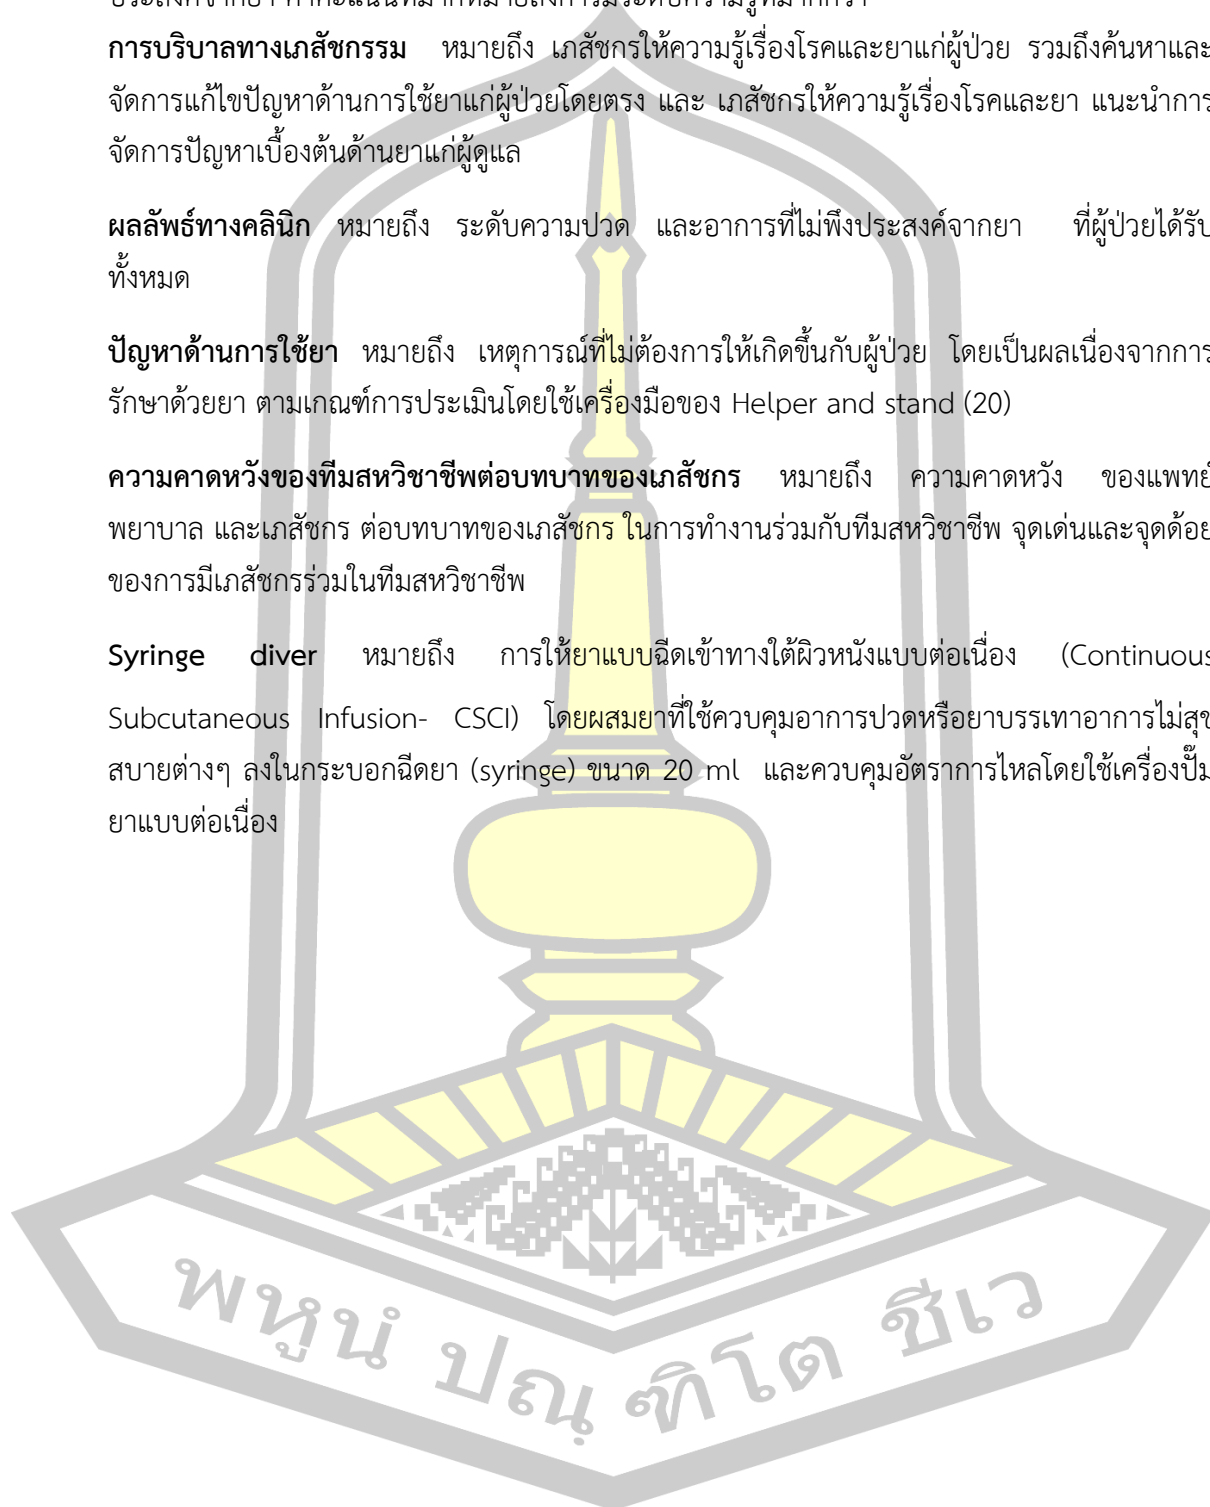 การบริบาลทางเภสัชกรรม หมายถึง เภสัชกรให้ความรู้เรื่องโรคและยาแก่ผู้ป่วย รวมถึงค้นหาและ
จัดการแก้ไขปัญหาด้านการใช้ยาแก่ผู้ป่วยโดยตรง และ เภสัชกรให้ความรู้เรื่องโรคและยา แนะนำการ
จัดการปัญหาเบื้องต้นด้านยาแก่ผู้ดูแล
ผลลัพธ์ทางคลินิก หมายถึง ระดับความปวด และอาการที่ไม่พึงประสงค์จากยา ที่ผู้ป่วยได้รับ
ทั้งหมด
ปัญหาด้านการใช้ยา หมายถึง เหตุการณ์ที่ไม่ต้องการให้เกิดขึ้นกับผู้ป่วย โดยเป็นผลเนื่องจากการ
รักษาด้วยยา ตามเกณฑ์การประเมินโดยใช้เครื่องมือของ Helper and stand (20)
ความคาดหวังของทีมสหวิชาชีพต่อบทบาทของเภสัชกร หมายถึง ความคาดหวัง ของแพทย์
พยาบาล และเภสัชกร ต่อบทบาทของเภสัชกร ในการทำงานร่วมกับทีมสหวิชาชีพ จุดเด่นและจุดด้อย
ของการมีเภสัชกรร่วมในทีมสหวิชาชีพ
Syringe diver หมายถึง การให้ยาแบบฉีดเข้าทางใต้ผิวหนังแบบต่อเนื่อง (Continuous
Subcutaneous Infusion- CSCI) โดยผสมยาที่ใช้ควบคุมอาการปวดหรือยาบรรเทาอาการไม่สุข
สบายต่างๆ ลงในกระบอกฉีดยา (syringe) ขนาด 20 ml และควบคุมอัตราการไหลโดยใช้เครื่องปั๊ม
ยาแบบต่อเนื่อง
พหูนํ ปณฺฑิโต ชีเว